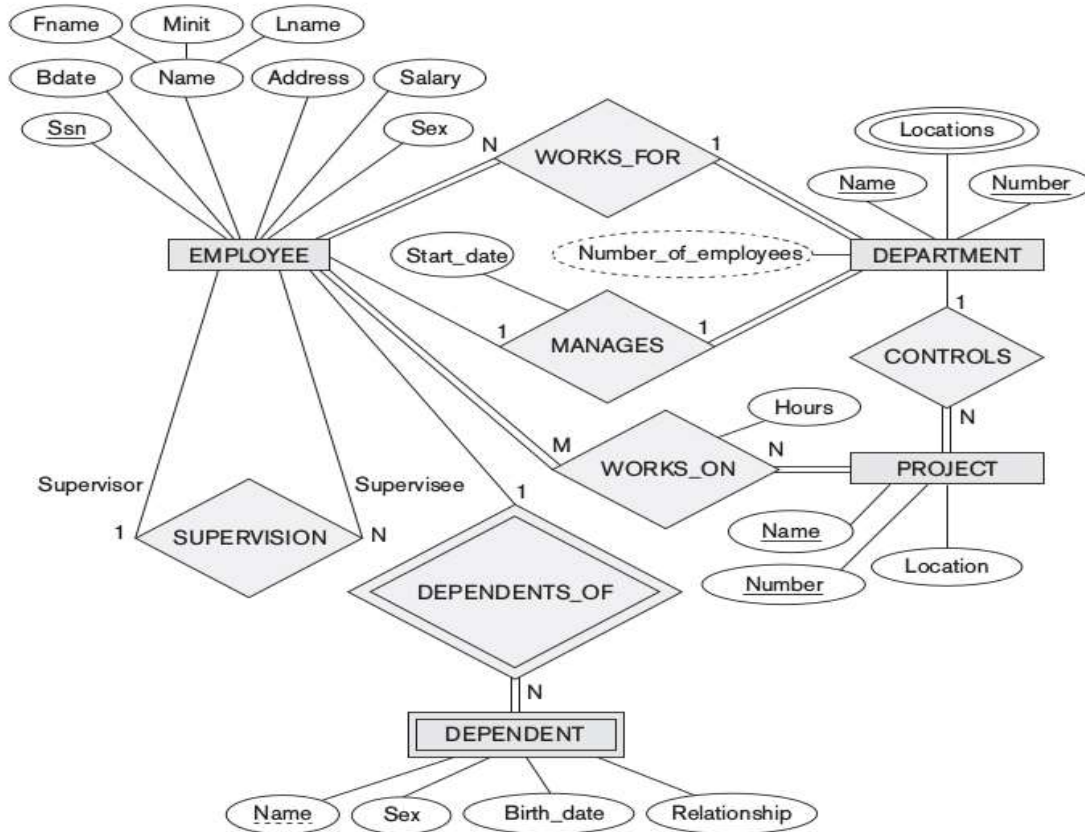 Fname Minit Lname
Bdate Name Address Salary
Ssn Sex
N WORKS_FOR 1
Locations
Name Number
EMPLOYEE
Start_date
Number_of_employees
DEPARTMENT
1 MANAGES 1
1
CONTROLS
N
Hours
M WORKS_ON N
PROJECT
Name
Number
Location
Supervisor Supervisee
1 SUPERVISION N
1
DEPENDENTS_OF
N
DEPENDENT
Name Sex Birth_date Relationship